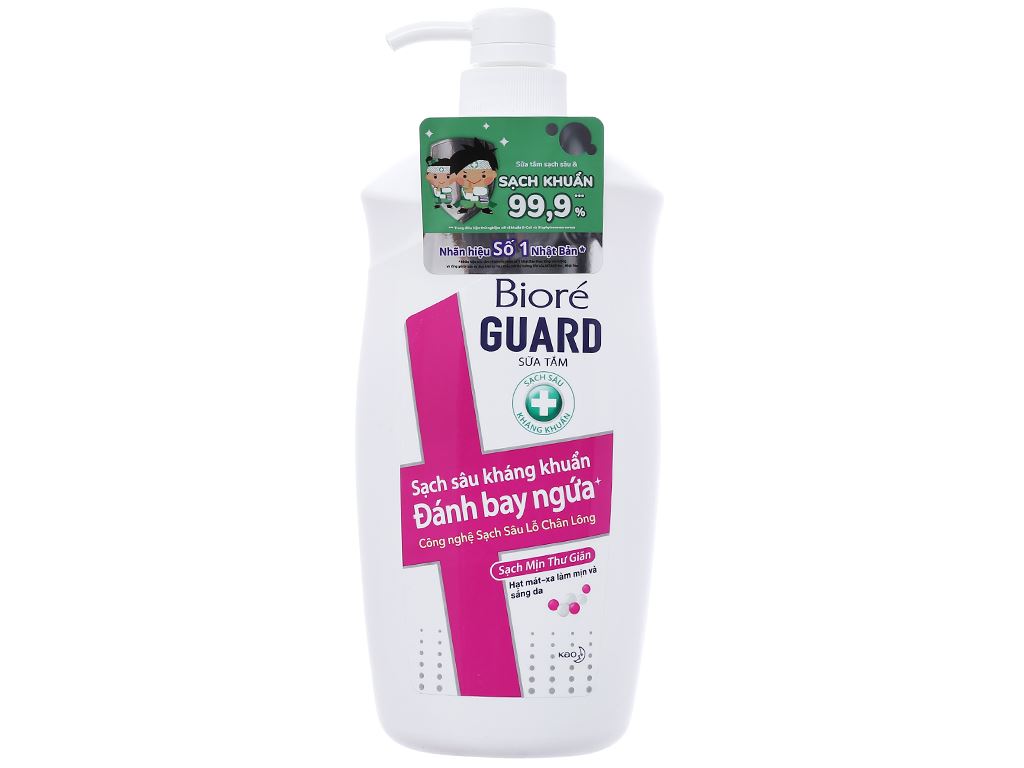 Sữa tắm sạch sâu &
SẠCH KHUẨN
99,9***%
Nhãn hiệu Số 1 Nhật Bản*
Bioré
GUARD
SỮA TẮM
SẠCH SÂU
KHÁNG KHUẨN
Sạch sâu kháng khuẩn
Đánh bay ngứa+
Công nghệ Sạch Sâu Lỗ Chân Lông
Sạch Mịn Thư Giãn
Hạt mát-xa làm mịn và
sáng da
Kao